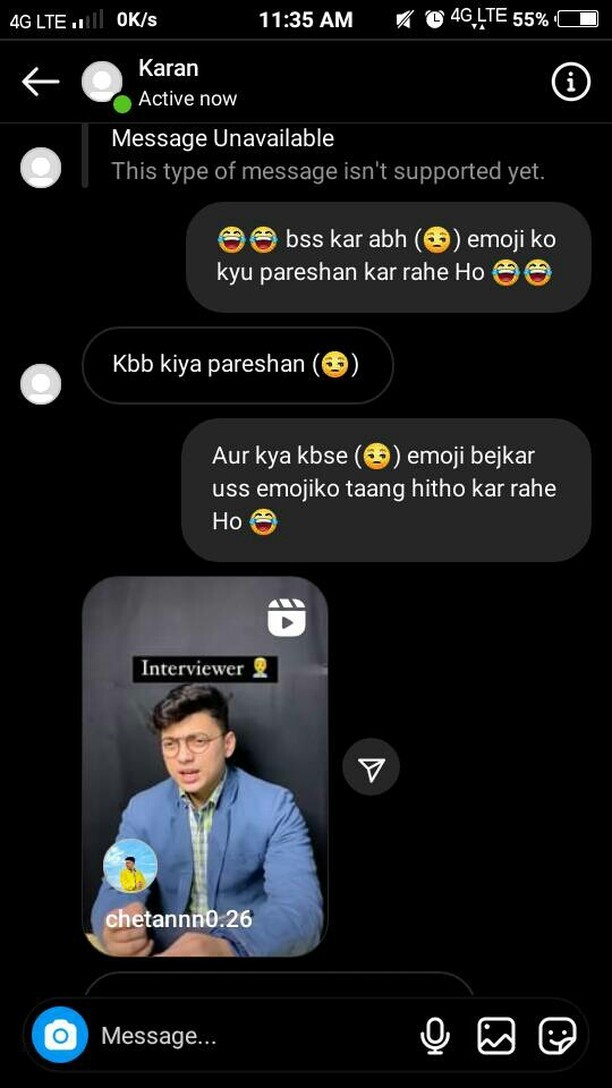 4G LTE 0K/s 11:35 AM 4G LTE 55%
Karan
Active now
Message Unavailable
This type of message isn't supported yet.
😂😂 bss kar abh (😒) emoji ko
kyu pareshan kar rahe Ho 😂😂
Kbb kiya pareshan (😒)
Aur kya kbse (😒) emoji bejkar
uss emojiko taang hitho kar rahe
Ho 😂
Interviewer 👨‍💼
chetannn0.26
Message...